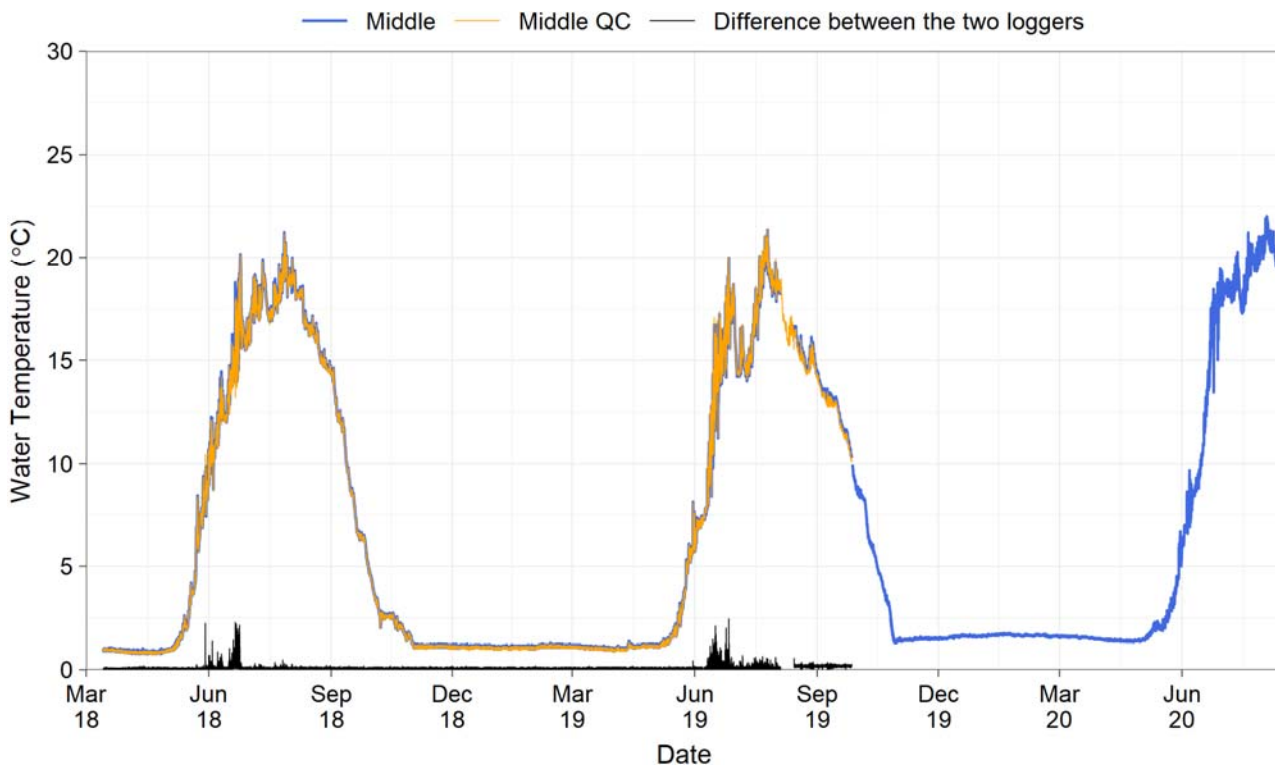 Middle Middle QC Difference between the two loggers
30
25
20
15
10
5
0
Water Temperature (°C)
Mar Jun Sep Dec Mar Jun Sep Dec Mar Jun
18 18 18 18 19 19 19 19 20 20
Date